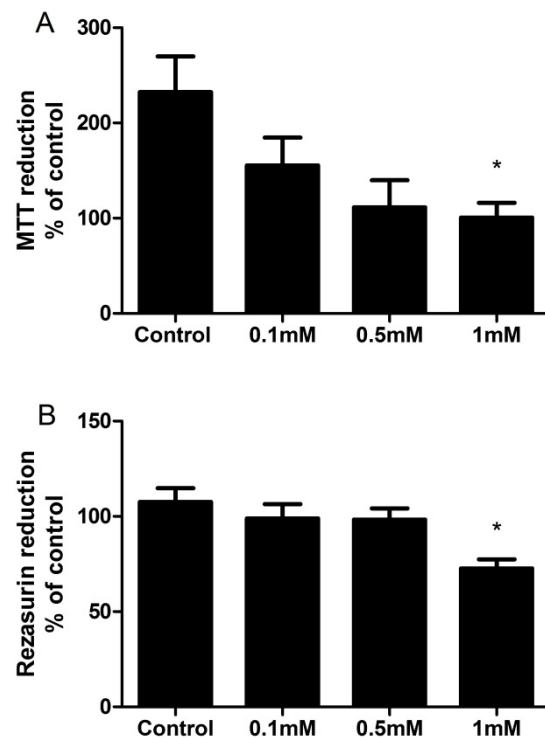 A
MTT reduction
% of control
300
200
100
0
*
Control 0.1mM 0.5mM 1mM
B
Rezasurin reduction
% of control
150
100
50
0
*
Control 0.1mM 0.5mM 1mM